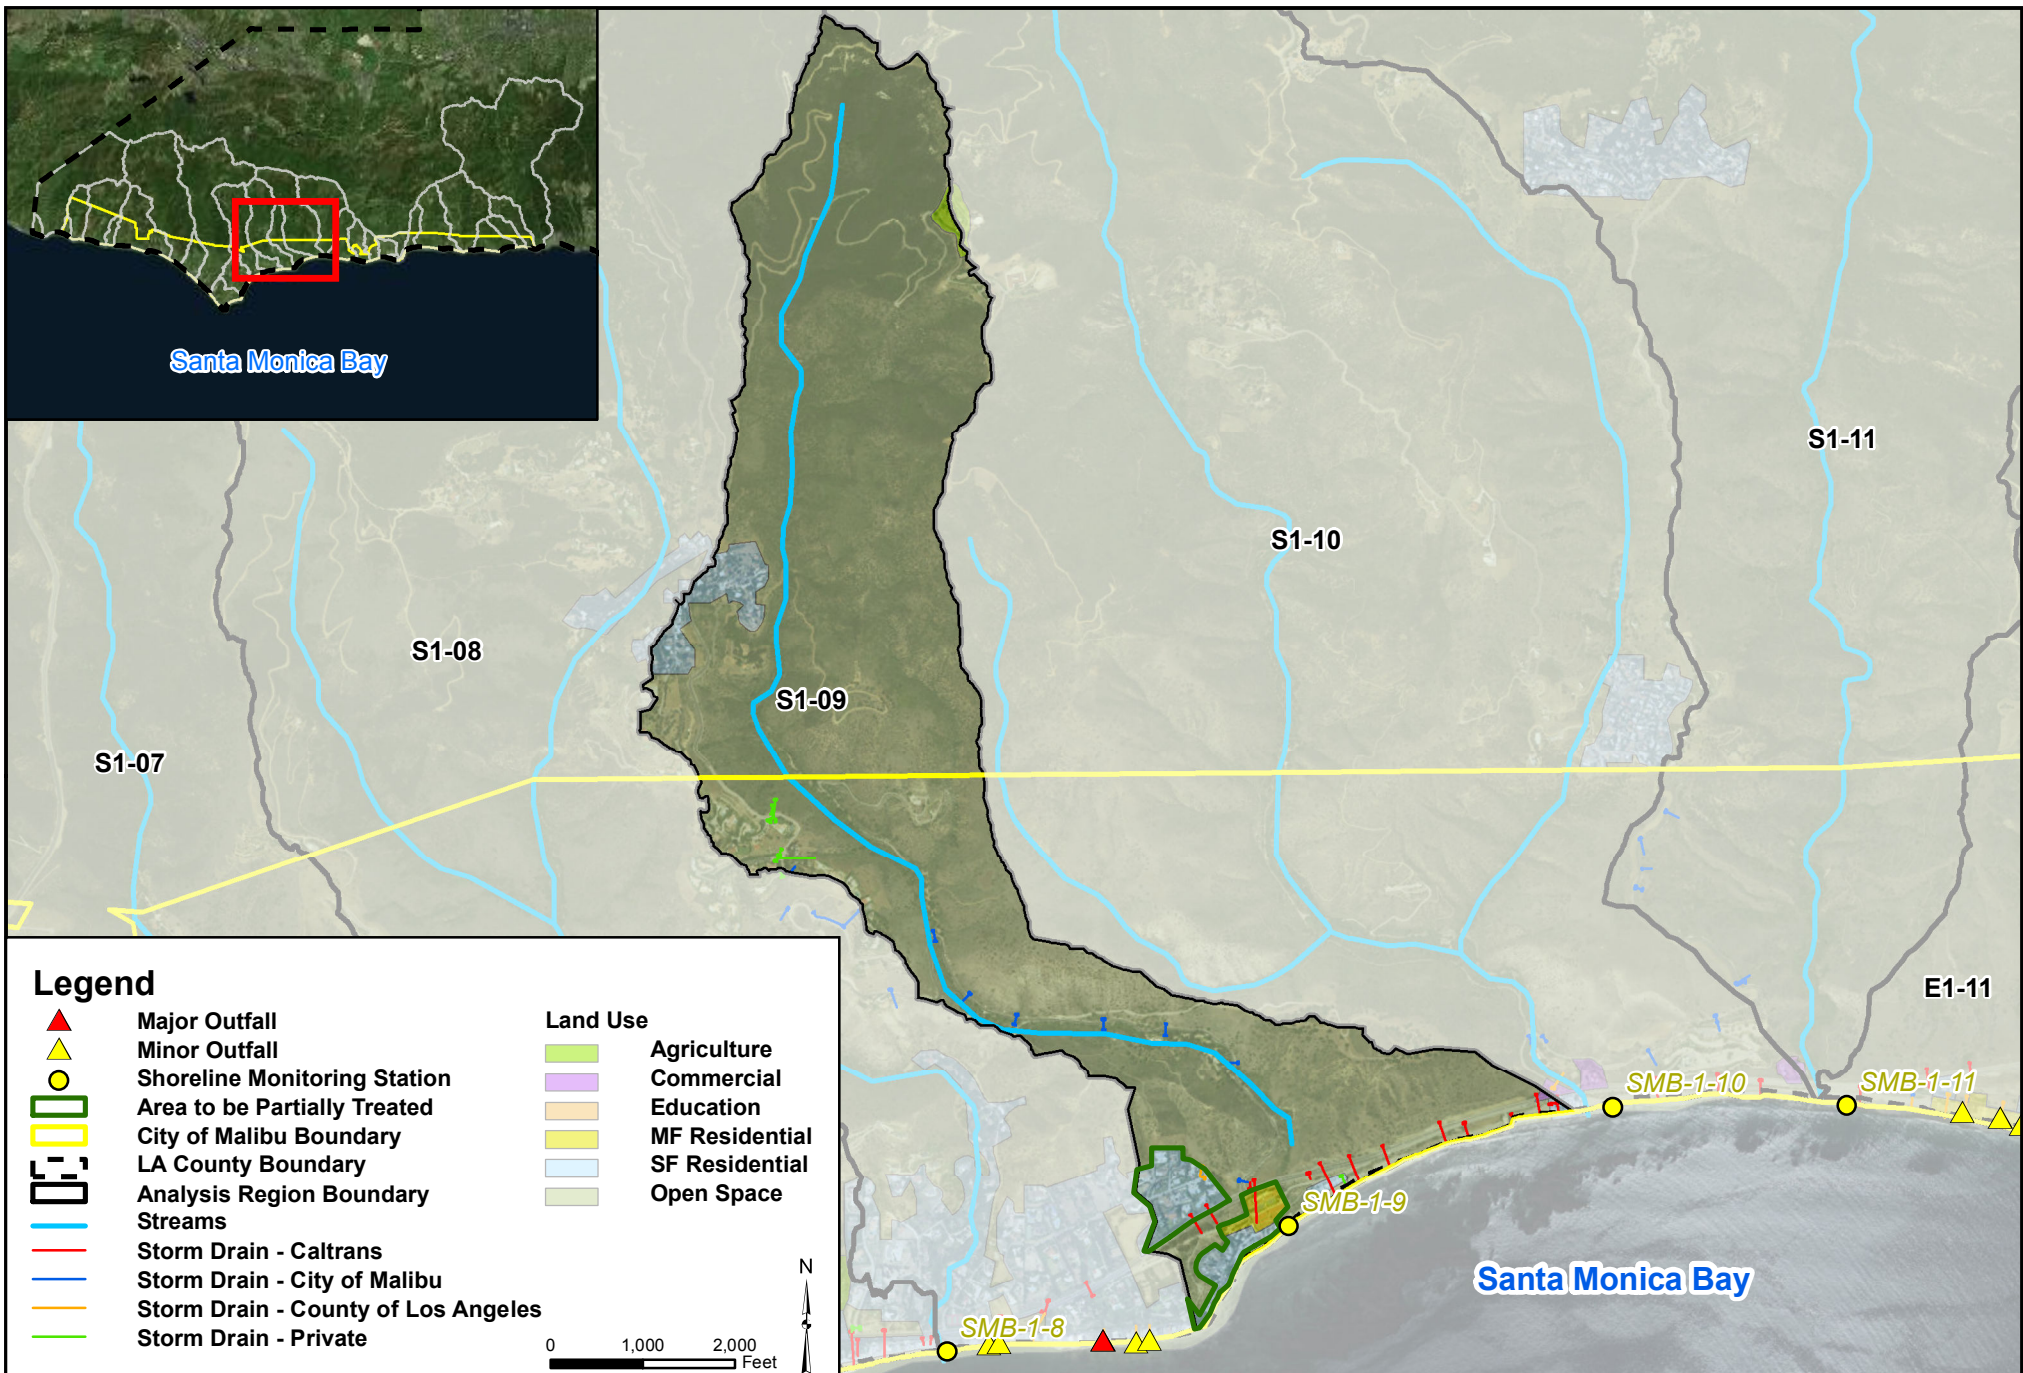 Santa Monica Bay
S1-11
S1-10
S1-08
S1-09
S1-07
E1-11
SMB-1-10
SMB-1-11
SMB-1-9
SMB-1-8
Santa Monica Bay
Legend
Major Outfall
Minor Outfall
Shoreline Monitoring Station
Area to be Partially Treated
City of Malibu Boundary
LA County Boundary
Analysis Region Boundary
Streams
Storm Drain - Caltrans
Storm Drain - City of Malibu
Storm Drain - County of Los Angeles
Storm Drain - Private
Land Use
Agriculture
Commercial
Education
MF Residential
SF Residential
Open Space
N
0 1,000 2,000
Feet